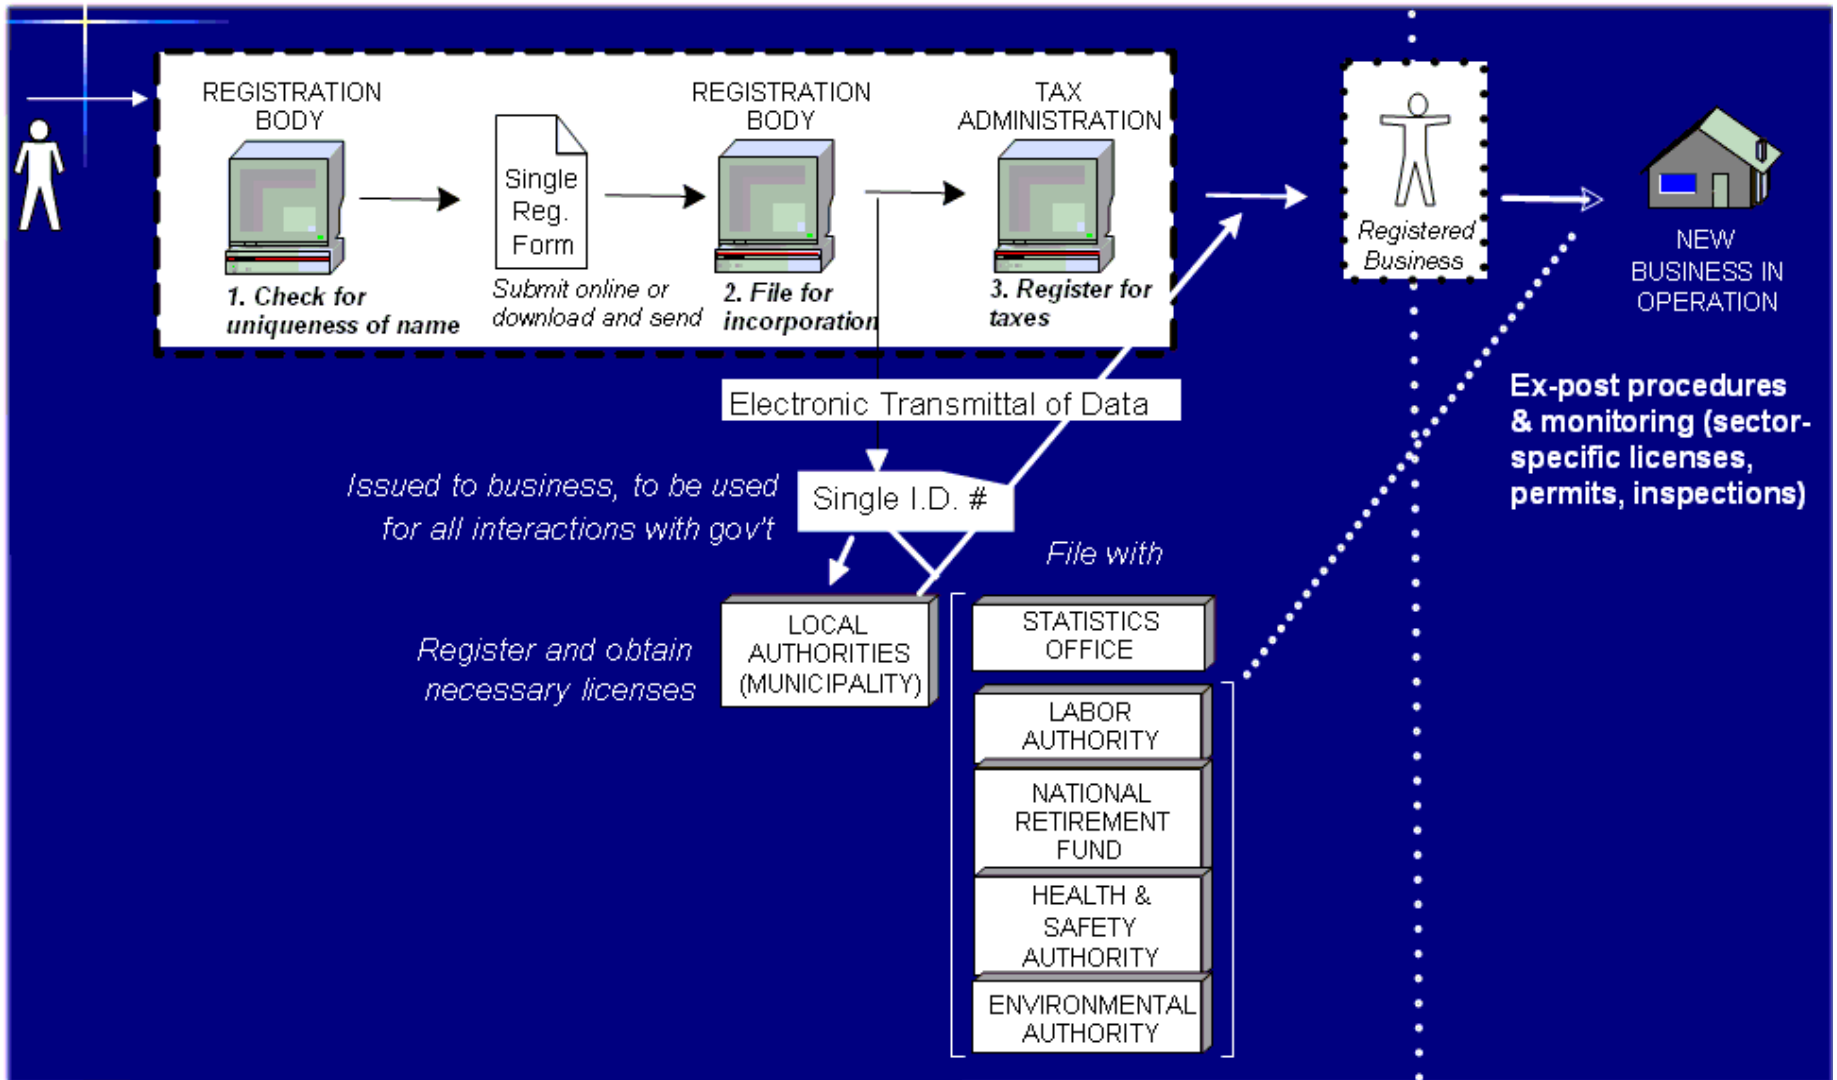 REGISTRATION
BODY
Single
Reg.
Form
REGISTRATION
BODY
TAX
ADMINISTRATION
1. Check for
uniqueness of name
Submit online or
download and send
2. File for
incorporation
3. Register for
taxes
Registered
Business
NEW
BUSINESS IN
OPERATION
Electronic Transmittal of Data
Ex-post procedures
& monitoring (sector-
specific licenses,
permits, inspections)
Issued to business, to be used
for all interactions with gov't
Single I.D. #
File with
Register and obtain
necessary licenses
LOCAL
AUTHORITIES
(MUNICIPALITY)
STATISTICS
OFFICE
LABOR
AUTHORITY
NATIONAL
RETIREMENT
FUND
HEALTH &
SAFETY
AUTHORITY
ENVIRONMENTAL
AUTHORITY